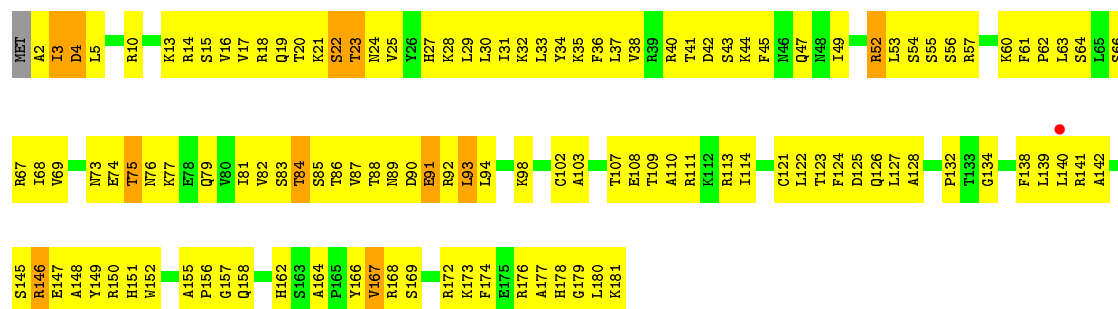 MET A2 I3 D4 L5 R10 K13 R14 S15 V16 V17 R18 Q19 T20 K21 S22 T23 N24 V25 Y26 H27 K28 L29 L30 I31 K32 L33 Y34 K35 F36 L37 V38 R39 R40 T41 D42 S43 K44 F45 N46 Q47 N48 I49 R52 L53 S54 S55 S56 R57 K60 F61 P62 L63 S64 L65 S66
R67 I68 V69 N73 E74 T75 N76 K77 E78 Q79 V80 I81 V82 S83 T84 S85 T86 V87 T88 N89 D90 E91 R92 L93 L94 K98 C102 A103 T107 E108 T109 A110 R111 K112 R113 I114 C121 L122 T123 F124 D125 Q126 L127 A128 P132 T133 G134 F138 L139 L140 R141 A142
S145 R146 E147 A148 Y149 R150 H151 W152 A155 P156 G157 Q158 H162 S163 A164 P165 Y166 V167 R168 S169 R172 K173 F174 E175 R176 A177 H178 G179 L180 K181